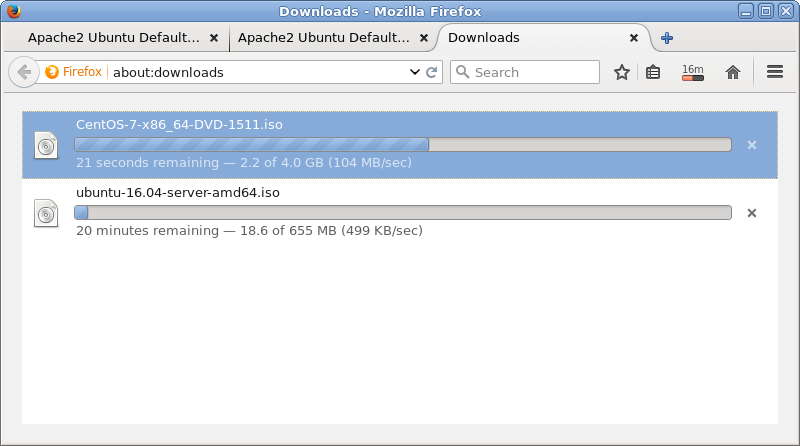 Downloads - Mozilla Firefox
Apache2 Ubuntu Default... Apache2 Ubuntu Default... Downloads
Firefox about:downloads Search 16m
CentOS-7-x86_64-DVD-1511.iso
21 seconds remaining — 2.2 of 4.0 GB (104 MB/sec)
ubuntu-16.04-server-amd64.iso
20 minutes remaining — 18.6 of 655 MB (499 KB/sec)